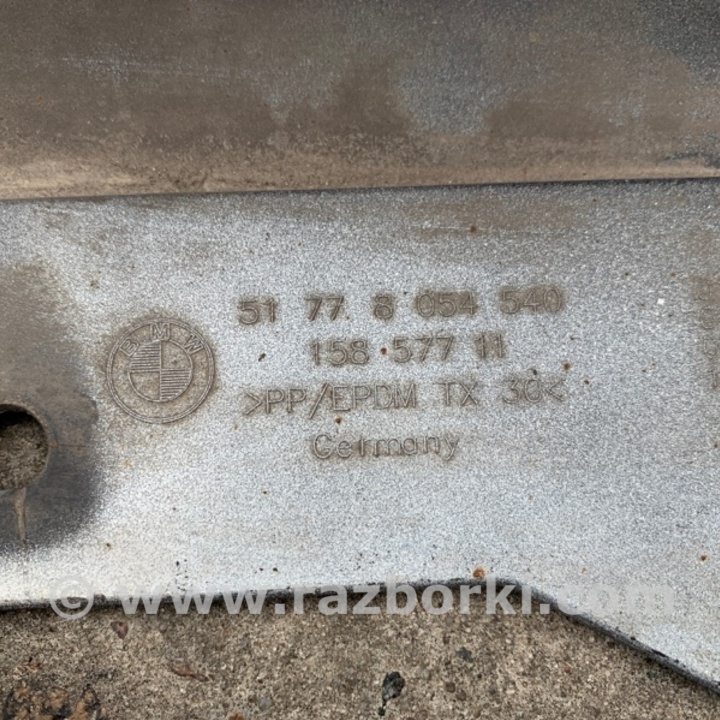 51 77 8 054 540
BMW
158 577 11
>PP/EPDM TX 30<
Germany
© www.razborki.com